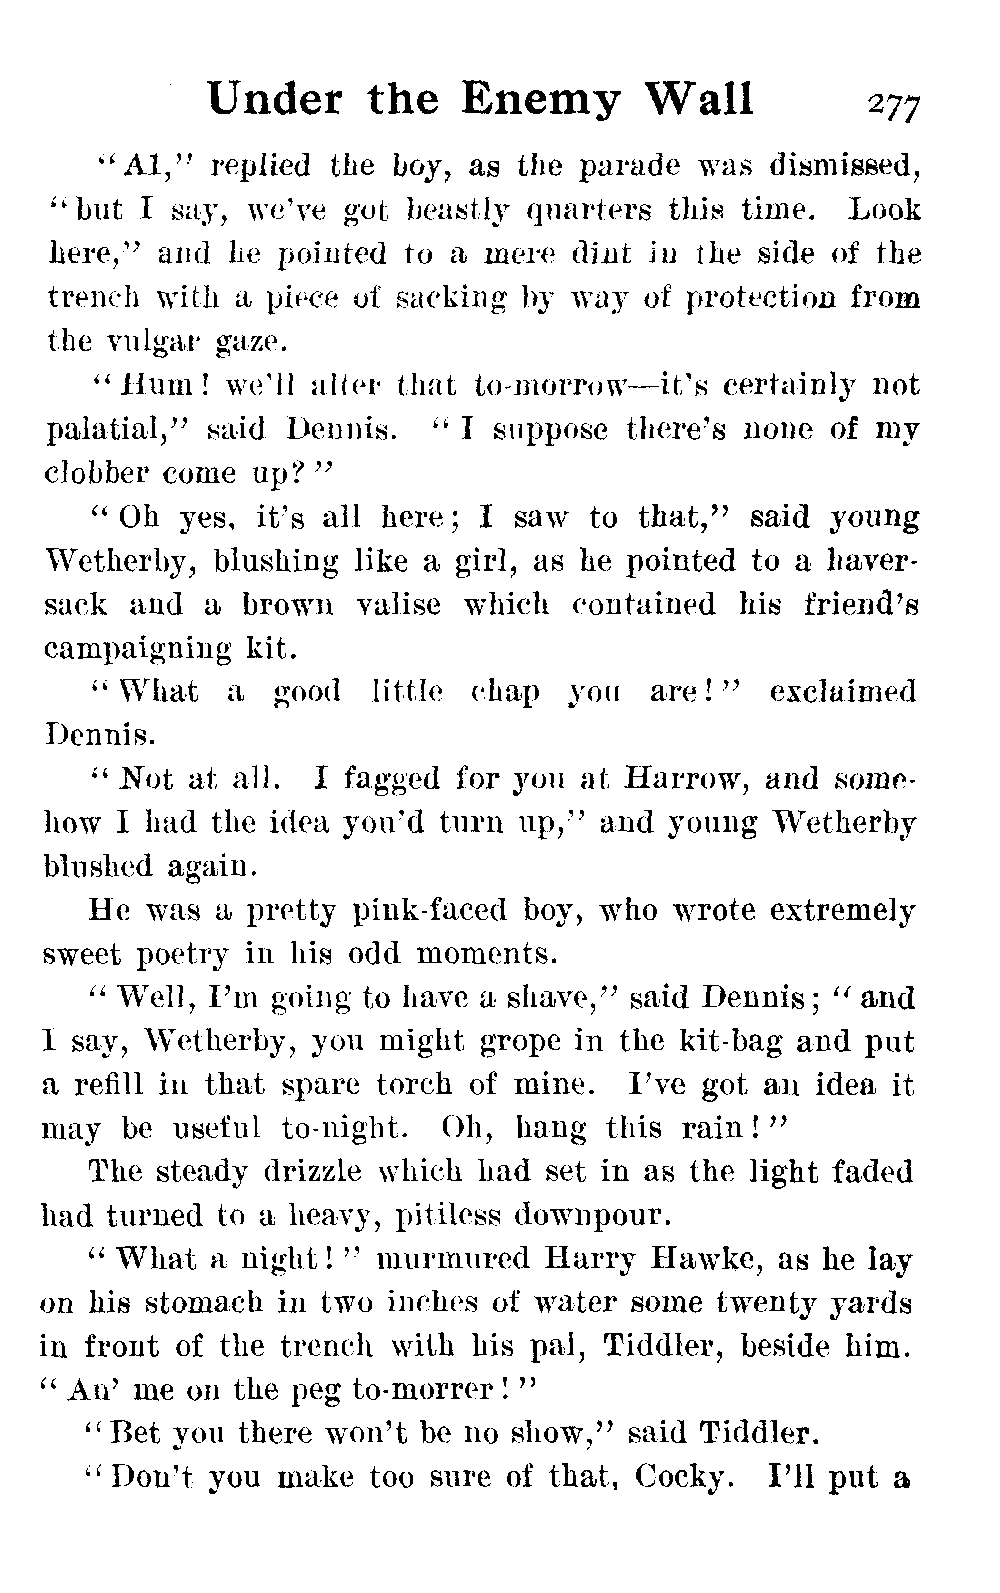 Under the Enemy Wall 277
"A1," replied the boy, as the parade was dismissed,
"but I say, we've got beastly quarters this time. Look
here," and he pointed to a mere dint in the side of the
trench with a piece of sacking by way of protection from
the vulgar gaze.
"Hum! we'll alter that to-morrow—it's certainly not
palatial," said Dennis. "I suppose there's none of my
clobber come up?"
"Oh yes, it's all here; I saw to that," said young
Wetherby, blushing like a girl, as he pointed to a haver-
sack and a brown valise which contained his friend's
campaigning kit.
"What a good little chap you are!" exclaimed
Dennis.
"Not at all. I fagged for you at Harrow, and some-
how I had the idea you'd turn up," and young Wetherby
blushed again.
He was a pretty pink-faced boy, who wrote extremely
sweet poetry in his odd moments.
"Well, I'm going to have a shave," said Dennis; "and
I say, Wetherby, you might grope in the kit-bag and put
a refill in that spare torch of mine. I've got an idea it
may be useful to-night. Oh, hang this rain!"
The steady drizzle which had set in as the light faded
had turned to a heavy, pitiless downpour.
"What a night!" murmured Harry Hawke, as he lay
on his stomach in two inches of water some twenty yards
in front of the trench with his pal, Tiddler, beside him.
"An' me on the peg to-morrer!"
"Bet you there won't be no show," said Tiddler.
"Don't you make too sure of that, Cocky. I'll put a